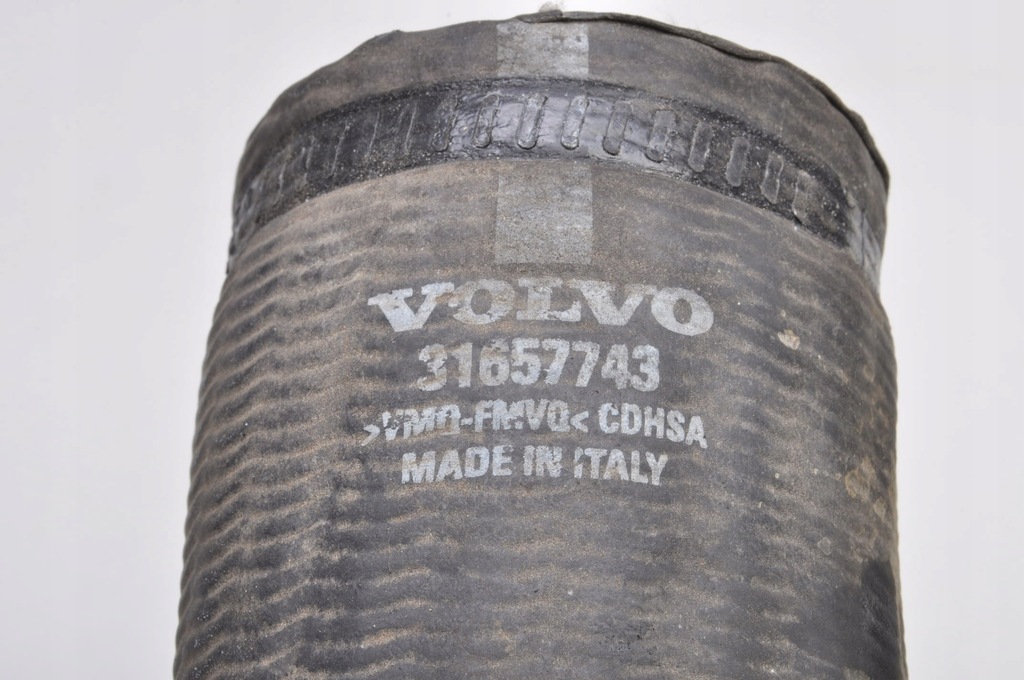 VOLVO
31657743
>VMQ-FMVQ< CDHSA
MADE IN ITALY